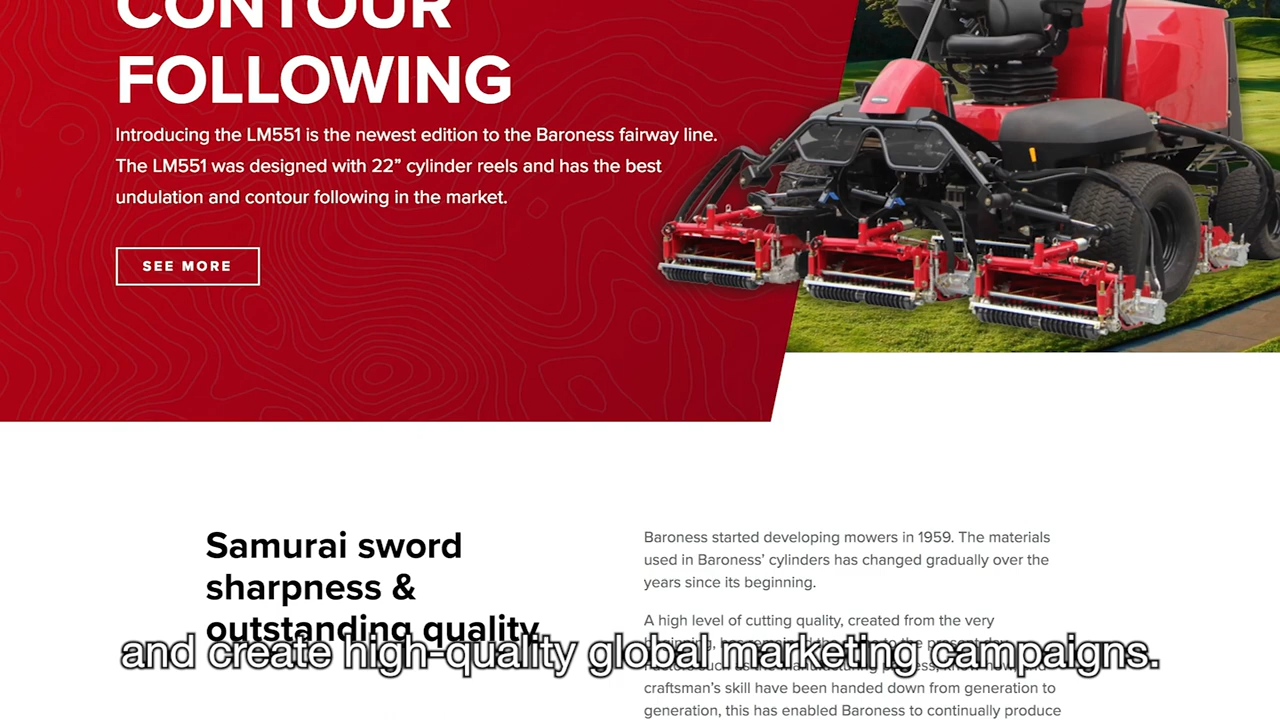 CONTOUR
FOLLOWING
Introducing the LM551 is the newest edition to the Baroness fairway line.
The LM551 was designed with 22” cylinder reels and has the best
undulation and contour following in the market.
SEE MORE
Samurai sword
sharpness &
outstanding quality
Baroness started developing mowers in 1959. The materials
used in Baroness’ cylinders has changed gradually over the
years since its beginning.
A high level of cutting quality, created from the very
craftsman’s skill have been handed down from generation to
generation, this has enabled Baroness to continually produce
and create high-quality global marketing campaigns.